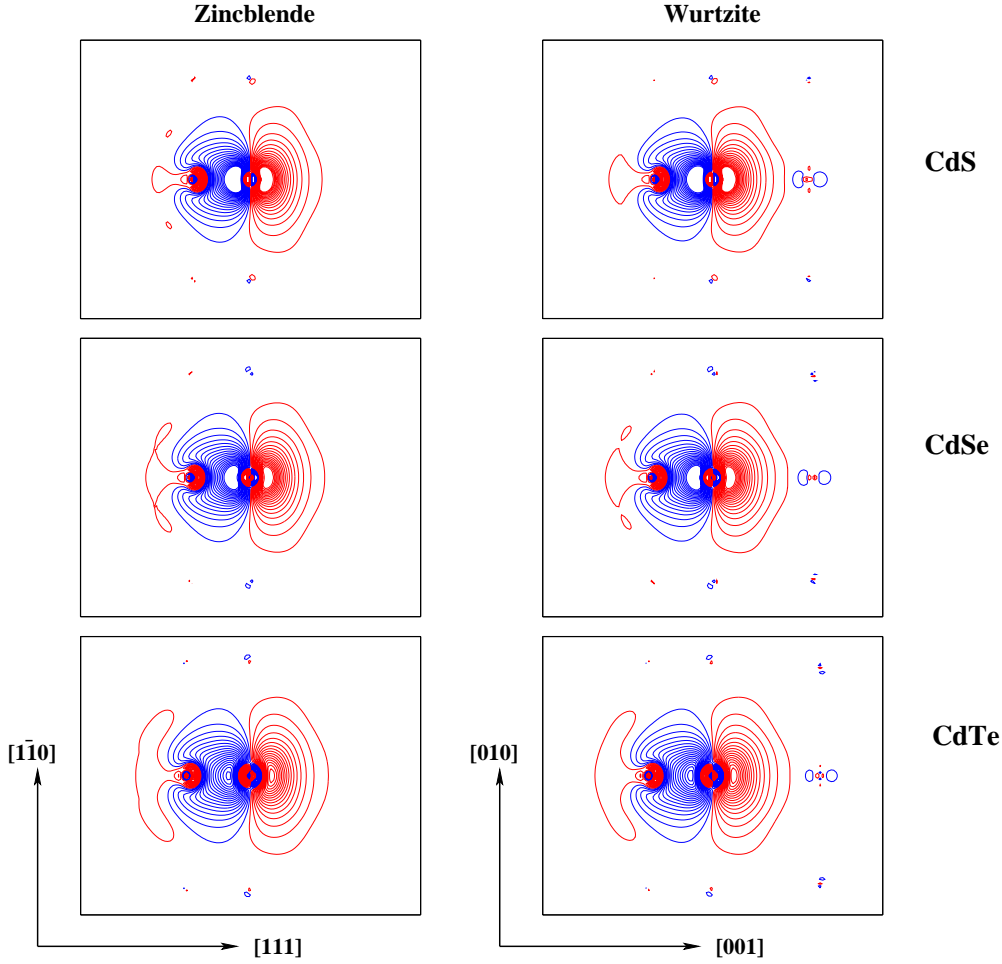 Zincblende Wurtzite
CdS
CdSe
CdTe
[11̄0] [010]
[111] [001]